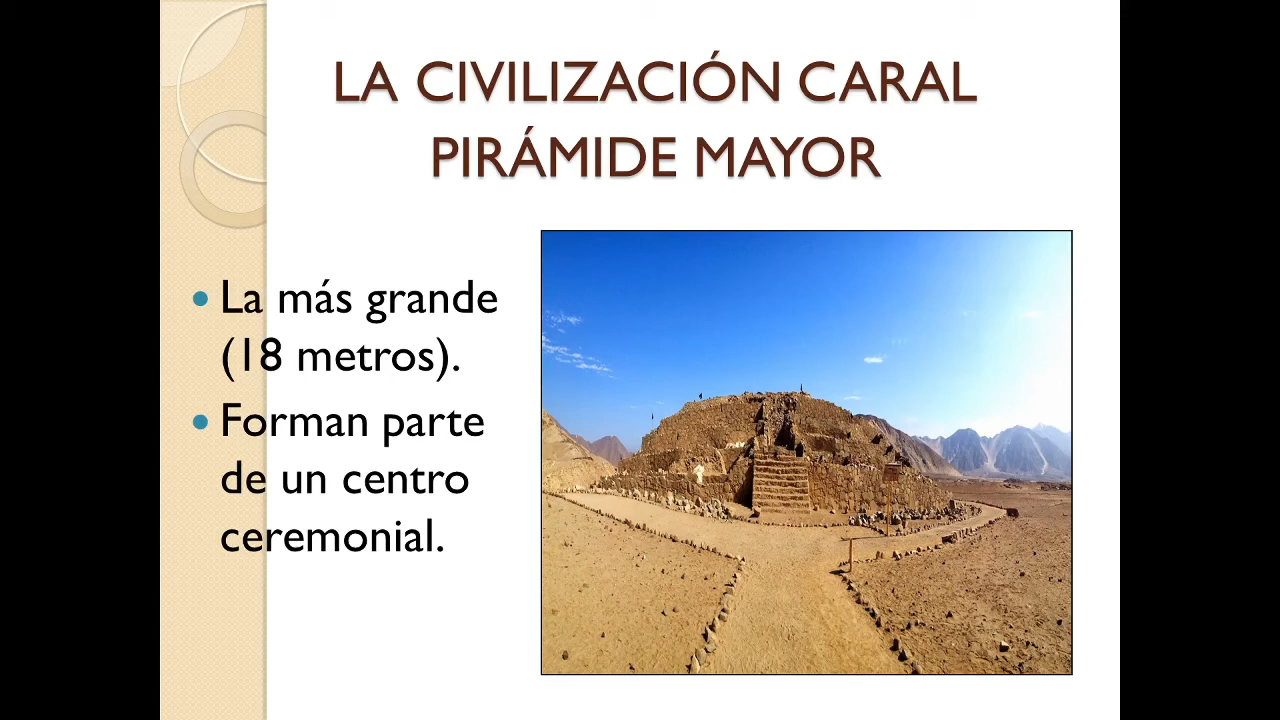 LA CIVILIZACIÓN CARAL
PIRÁMIDE MAYOR
• La más grande
(18 metros).
• Forman parte
de un centro
ceremonial.